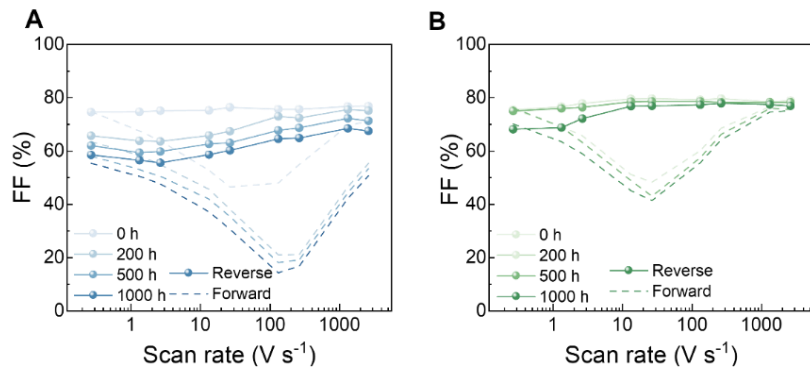 A
FF (%)
100
80
60
40
20
0
0 h
200 h
500 h
1000 h
Reverse
Forward
1
10
100
1000
Scan rate (V s⁻¹)
B
FF (%)
100
80
60
40
20
0
0 h
200 h
500 h
1000 h
Reverse
Forward
1
10
100
1000
Scan rate (V s⁻¹)